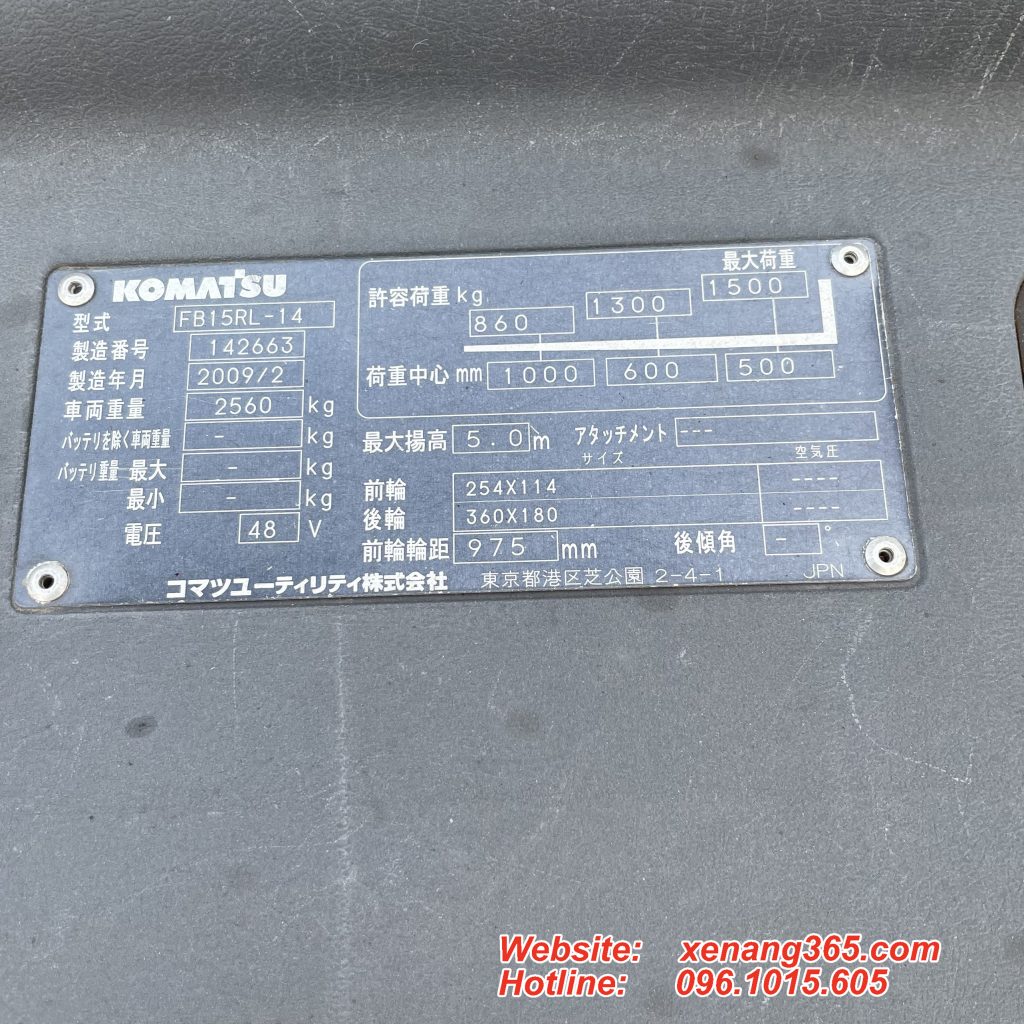 KOMATSU
型式 FB15RL-14
製造番号 142663
製造年月 2009/2
車両重量 2560 kg
バッテリを除く車両重量 - kg
バッテリ重量 最大 - kg
最小 - kg
電圧 48 V
最大荷重
許容荷重 kg 860 1300 1500
荷重中心 mm 1000 600 500
最大揚高 5.0 m アタッチメント ---
サイズ 空気圧
前輪 254X114 ----
後輪 360X180 ----
前輪輪距 975 mm 後傾角 - °
コマツユーティリティ株式会社 東京都港区芝公園 2-4-1 JPN
Website: xenang365.com
Hotline: 096.1015.605